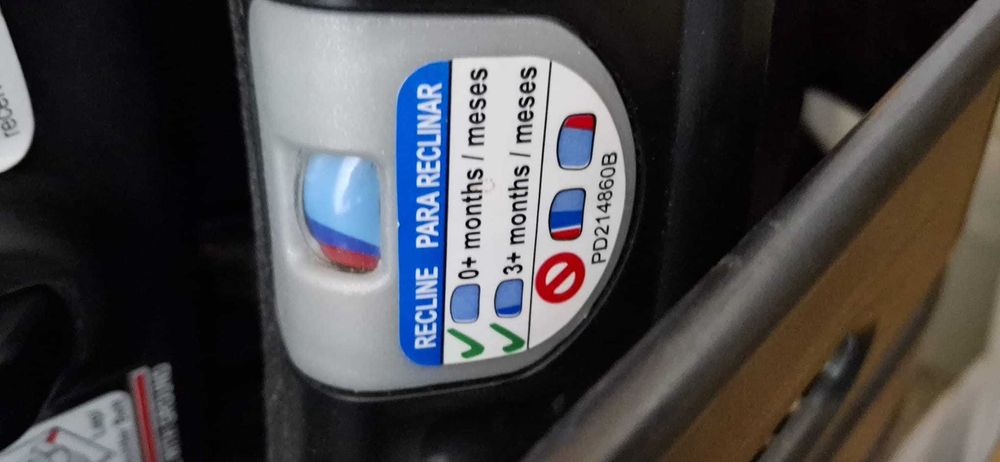 RECLINE PARA RECLINAR
0+ months / meses
3+ months / meses
PD214860B